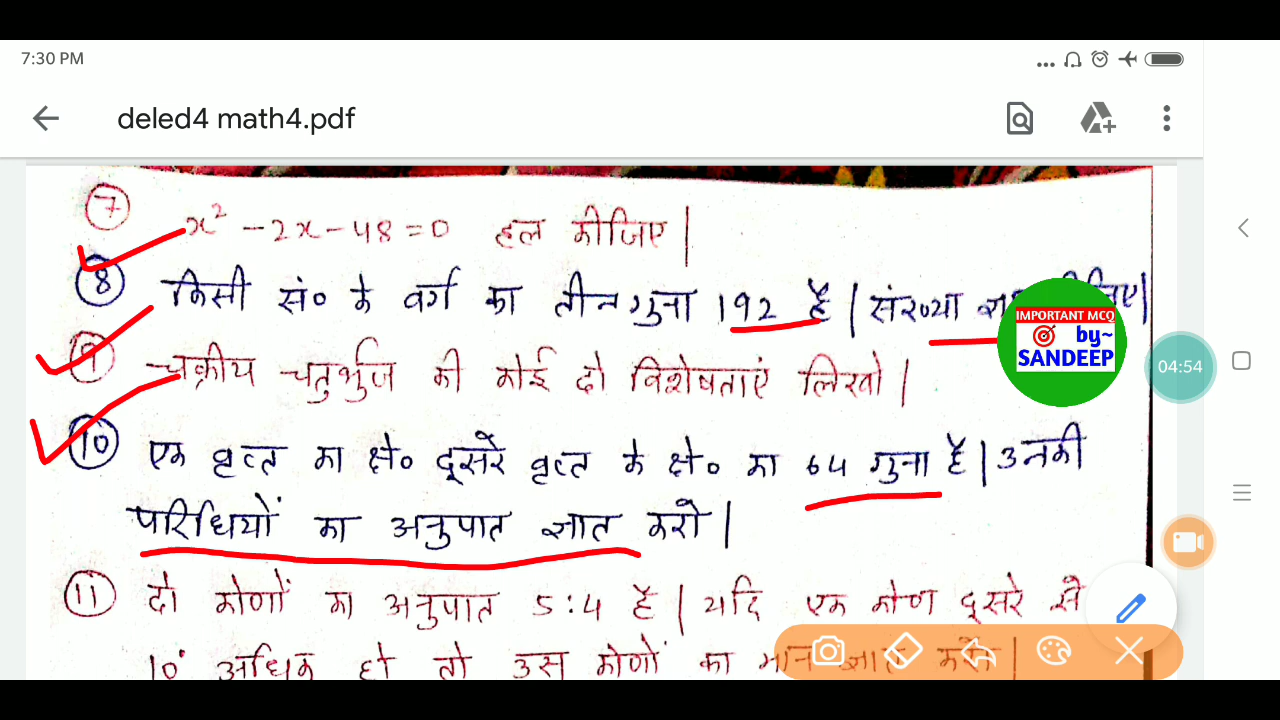 7:30 PM
deled4 math4.pdf
7 x² -2x-48=0 हल कीजिए|
8 किसी सं० के वर्ग का तीन गुना 192 है| संख्या
IMPORTANT MCQ
by~
SANDEEP
04:54
9 चक्रीय चतुर्भुज की कोई दो विशेषताएं लिखो|
10 एक वृत्त का क्षे० दूसरे वृत्त के क्षे० का 64 गुना है| उनकी
परिधियों का अनुपात ज्ञात करो|
11 दो कोणों का अनुपात 5:4 है| यदि एक कोण दूसरे से
10° अधिक हो तो उस कोणों का मान ज्ञात करो|